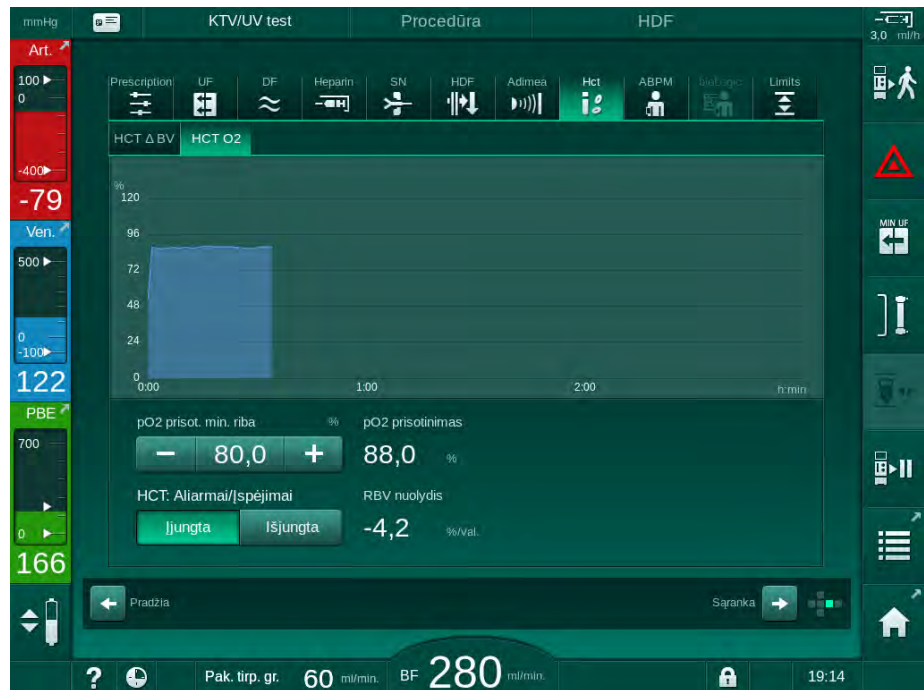 mmHg
KTV/UV test
Procedūra
HDF
3,0 ml/h
Art.
100
0
-400
-79
Ven.
500
0
-100
122
PBE
700
0
166
Prescription
UF
DF
Heparin
SN
HDF
Adimea
Hct
ABPM
bioLogic
Limits
HCT Δ BV
HCT O2
%
120
96
72
48
24
0
0:00
1:00
2:00
h:min
pO2 prisot. min. riba %
pO2 prisotinimas
80,0
88,0 %
HCT: Aliarmai/Įspėjimai
RBV nuolydis
Įjungta
Išjungta
-4,2 %/val.
MIN UF
Pradžia
Sąranka
?
Pak. tirp. gr. 60 ml/min.
BF 280 ml/min.
19:14